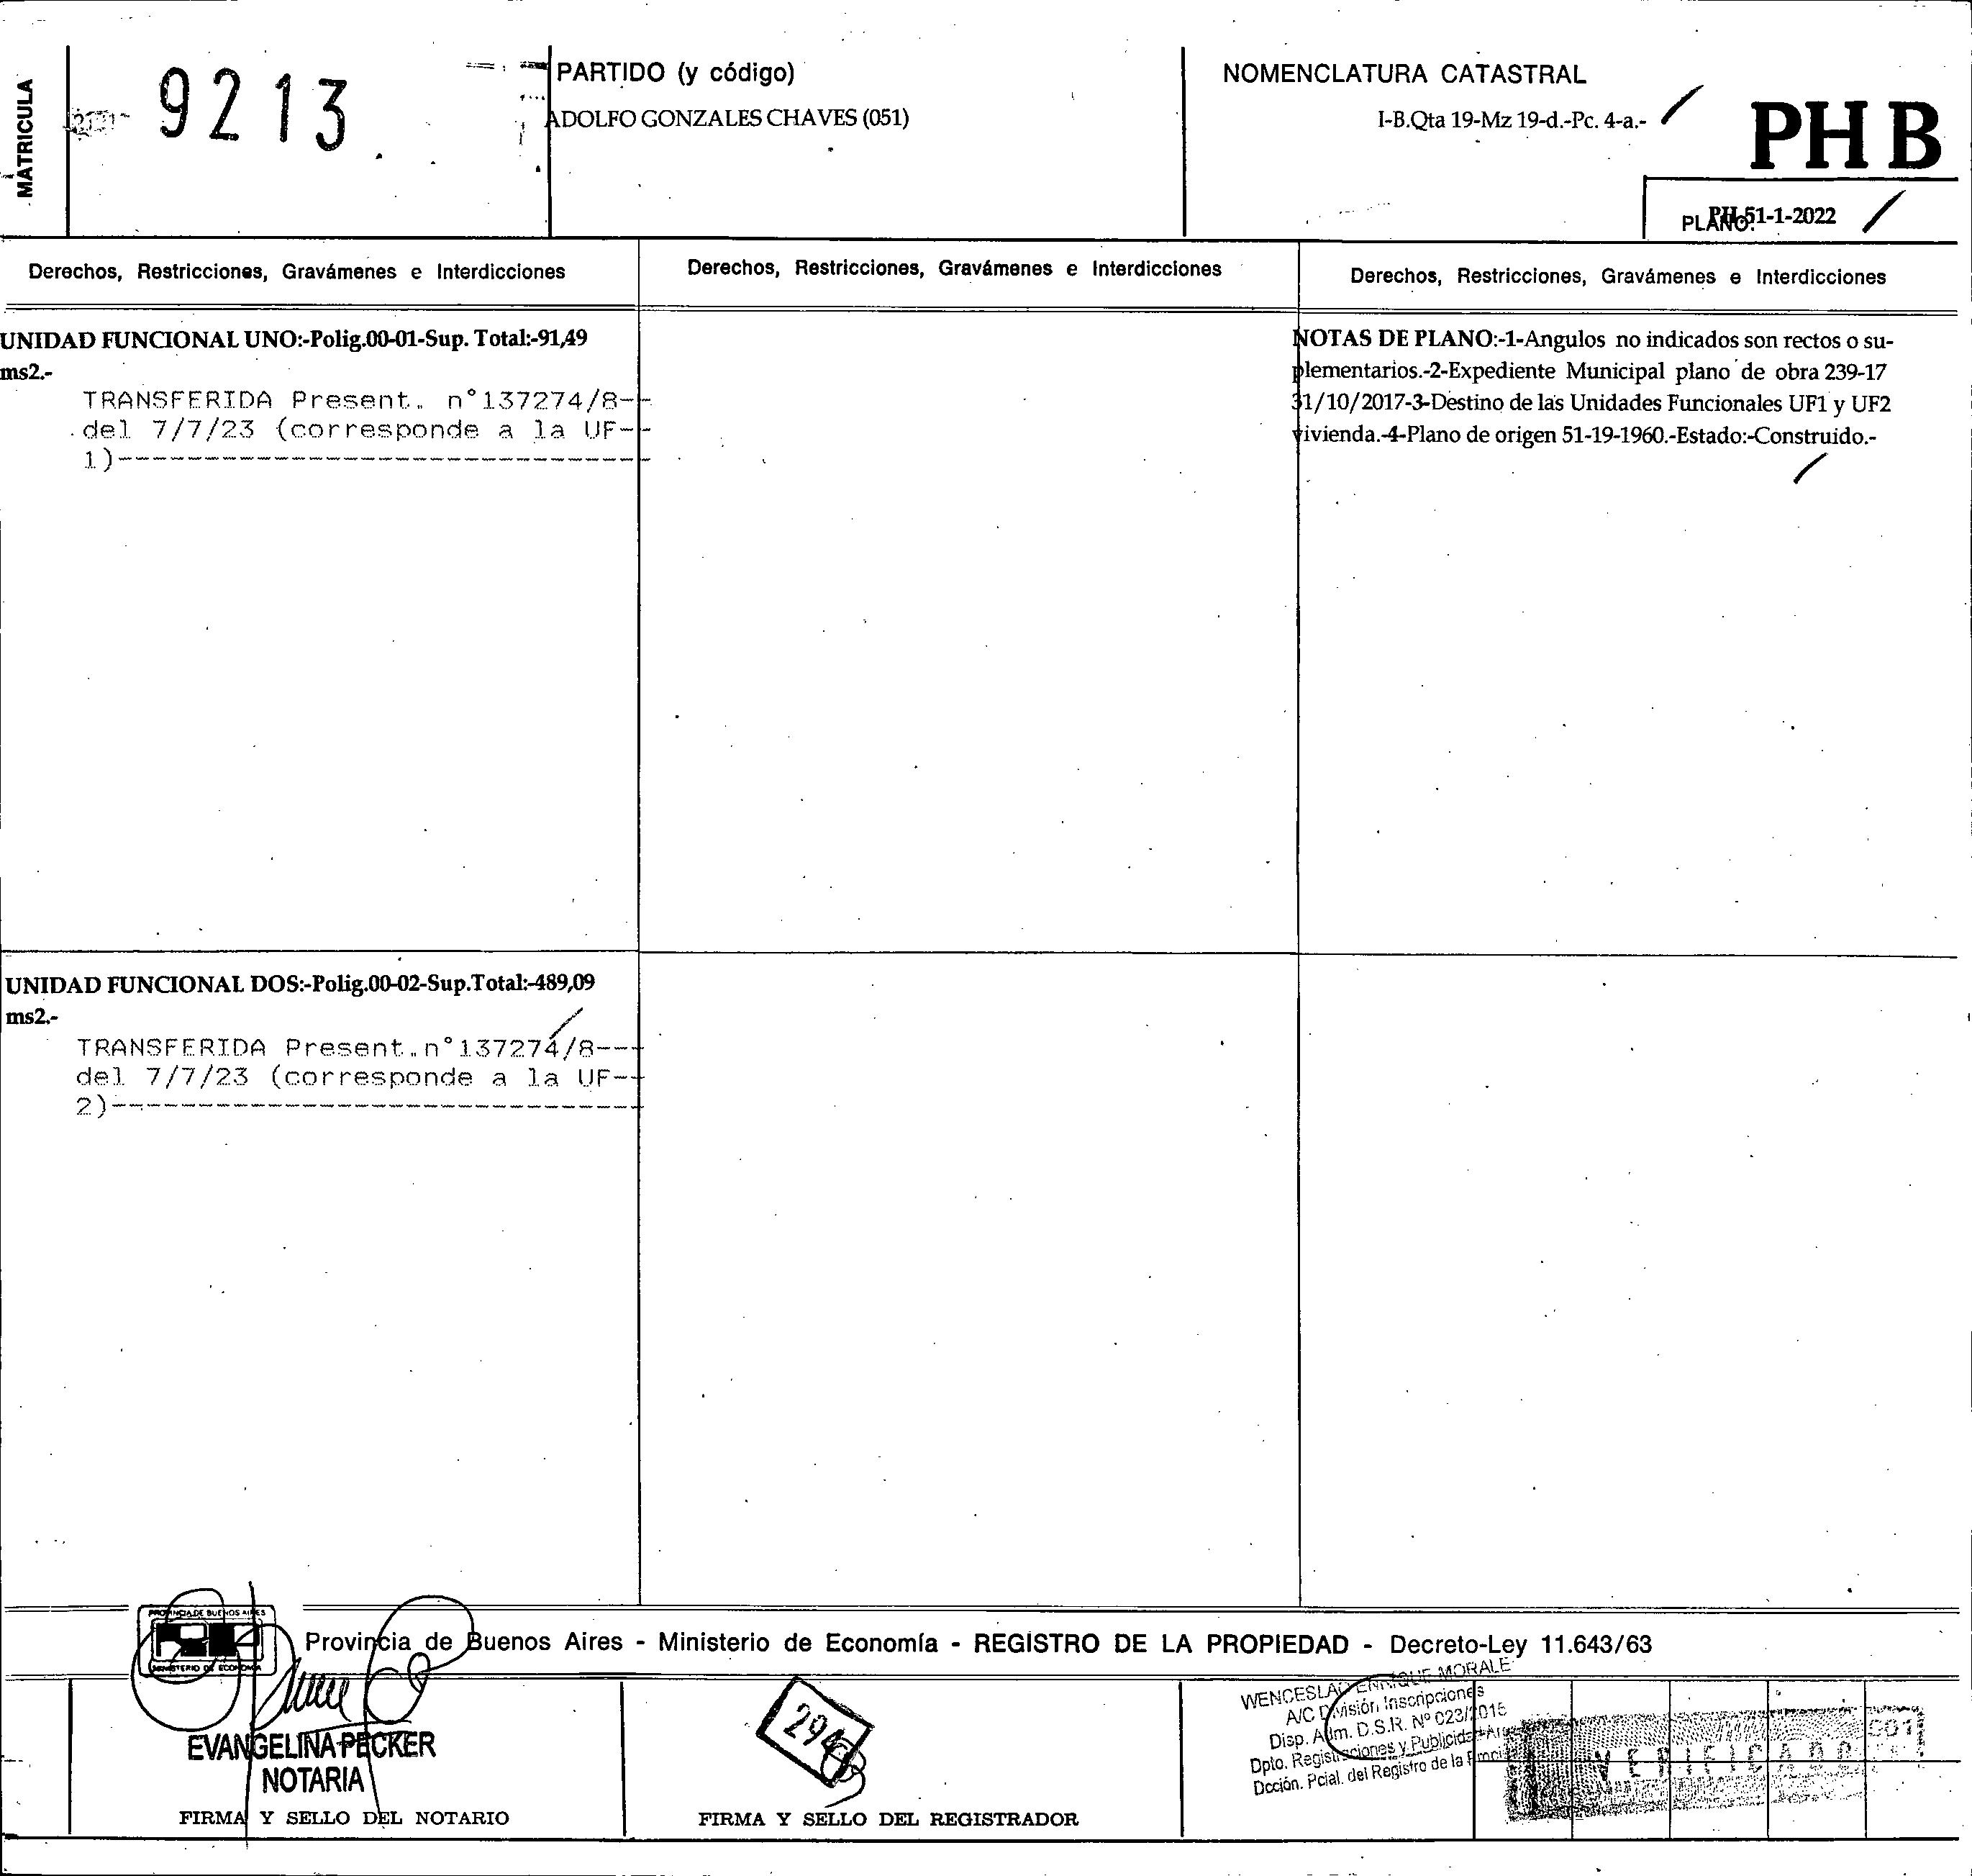 MATRICULA
9213
PARTIDO (y código)
ADOLFO GONZALES CHAVES (051)
NOMENCLATURA CATASTRAL
I-B.Qta 19-Mz 19-d.-Pc. 4-a.-
PH B
PLANO: PH-51-1-2022
Derechos, Restricciones, Gravámenes e Interdicciones
Derechos, Restricciones, Gravámenes e Interdicciones
Derechos, Restricciones, Gravámenes e Interdicciones
UNIDAD FUNCIONAL UNO:-Polig.00-01-Sup. Total:-91,49
ms2.-
TRANSFERIDA Present. n°137274/8--
del 7/7/23 (corresponde a la UF--
1)-------------------------------
NOTAS DE PLANO:-1-Angulos no indicados son rectos o su-
plementarios.-2-Expediente Municipal plano de obra 239-17
31/10/2017-3-Destino de las Unidades Funcionales UF1 y UF2
vivienda.-4-Plano de origen 51-19-1960.-Estado:-Construido.-
UNIDAD FUNCIONAL DOS:-Polig.00-02-Sup.Total:-489,09
ms2.-
TRANSFERIDA Present.n°137274/8---
del 7/7/23 (corresponde a la UF--
2)-------------------------------
PROVINCIA DE BUENOS AIRES
MINISTERIO DE ECONOMIA
Provincia de Buenos Aires - Ministerio de Economía - REGISTRO DE LA PROPIEDAD - Decreto-Ley 11.643/63
EVANGELINA PECKER
NOTARIA
FIRMA Y SELLO DEL NOTARIO
FIRMA Y SELLO DEL REGISTRADOR
WENCESLAO ENRIQUE MORALE
A/C División Inscripciones
Disp. Adm. D.S.R. Nº 023/2015
Dpto. Registraciones y Publicidad
Dcción. Pcial. del Registro de la
VERIFICADO